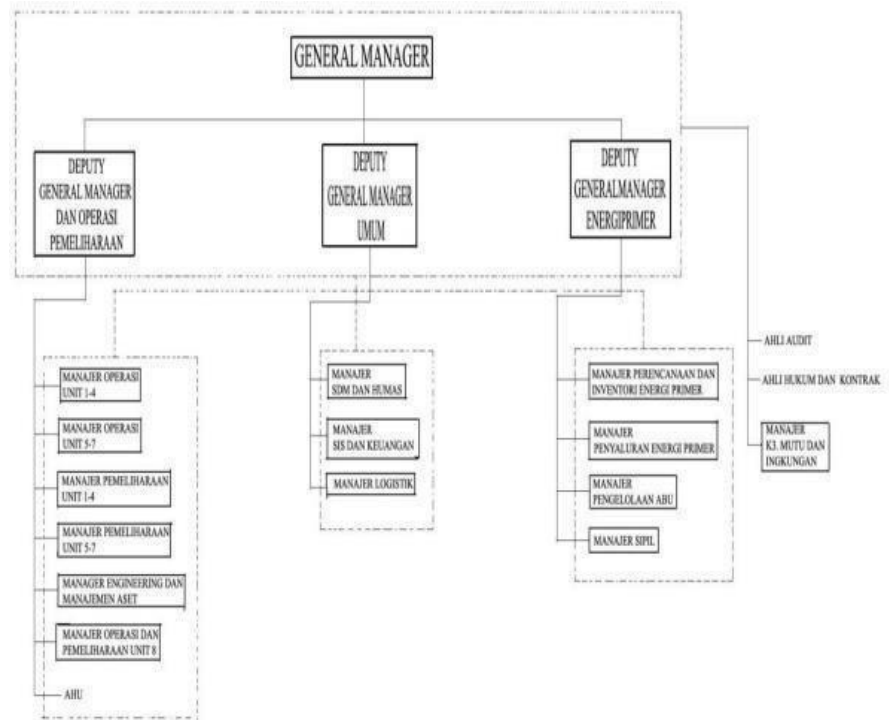 GENERAL MANAGER
DEPUTY
GENERAL MANAGER
DAN OPERASI
PEMELIHARAAN
DEPUTY
GENERAL MANAGER
UMUM
DEPUTY
GENERALMANAGER
ENERGIPRIMER
MANAJER OPERASI
UNIT 1-4
MANAJER OPERASI
UNIT 5-7
MANAJER PEMELIHARAAN
UNIT 1-4
MANAJER PEMELIHARAAN
UNIT 5-7
MANAGER ENGINEERING DAN
MANAJEMEN ASET
MANAJER OPERASI DAN
PEMELIHARAAN UNIT 8
AHU
MANAJER
SDM DAN HUMAS
MANAJER
SIS DAN KEUANGAN
MANAJER LOGISTIK
MANAJER PERENCANAAN DAN
INVENTORI ENERGI PRIMER
MANAJER
PENYALURAN ENERGI PRIMER
MANAJER
PENGELOLAAN ABU
MANAJER SIPIL
AHLI AUDIT
AHLI HUKUM DAN KONTRAK
MANAJER
K3. MUTU DAN
INGKUNGAN